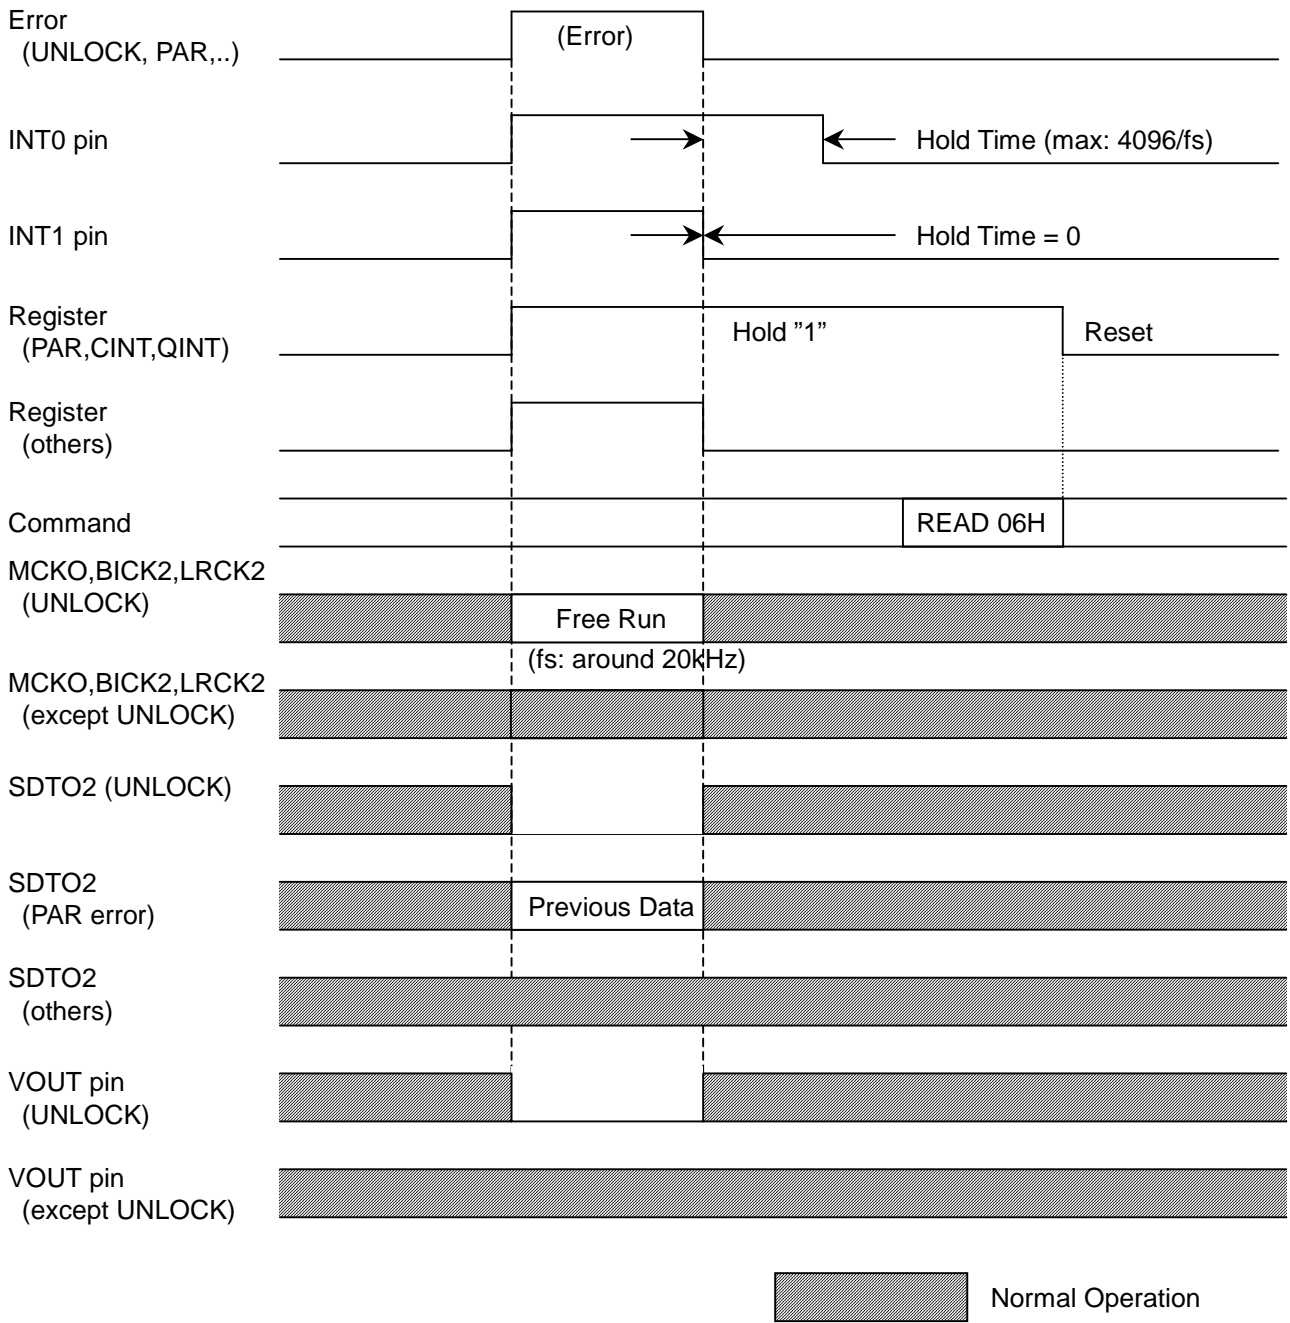 Error
(UNLOCK, PAR,..)
(Error)
INT0 pin
Hold Time (max: 4096/fs)
INT1 pin
Hold Time = 0
Register
(PAR,CINT,QINT)
Hold ”1”
Reset
Register
(others)
Command
READ 06H
MCKO,BICK2,LRCK2
(UNLOCK)
Free Run
(fs: around 20kHz)
MCKO,BICK2,LRCK2
(except UNLOCK)
SDTO2 (UNLOCK)
SDTO2
(PAR error)
Previous Data
SDTO2
(others)
VOUT pin
(UNLOCK)
VOUT pin
(except UNLOCK)
Normal Operation